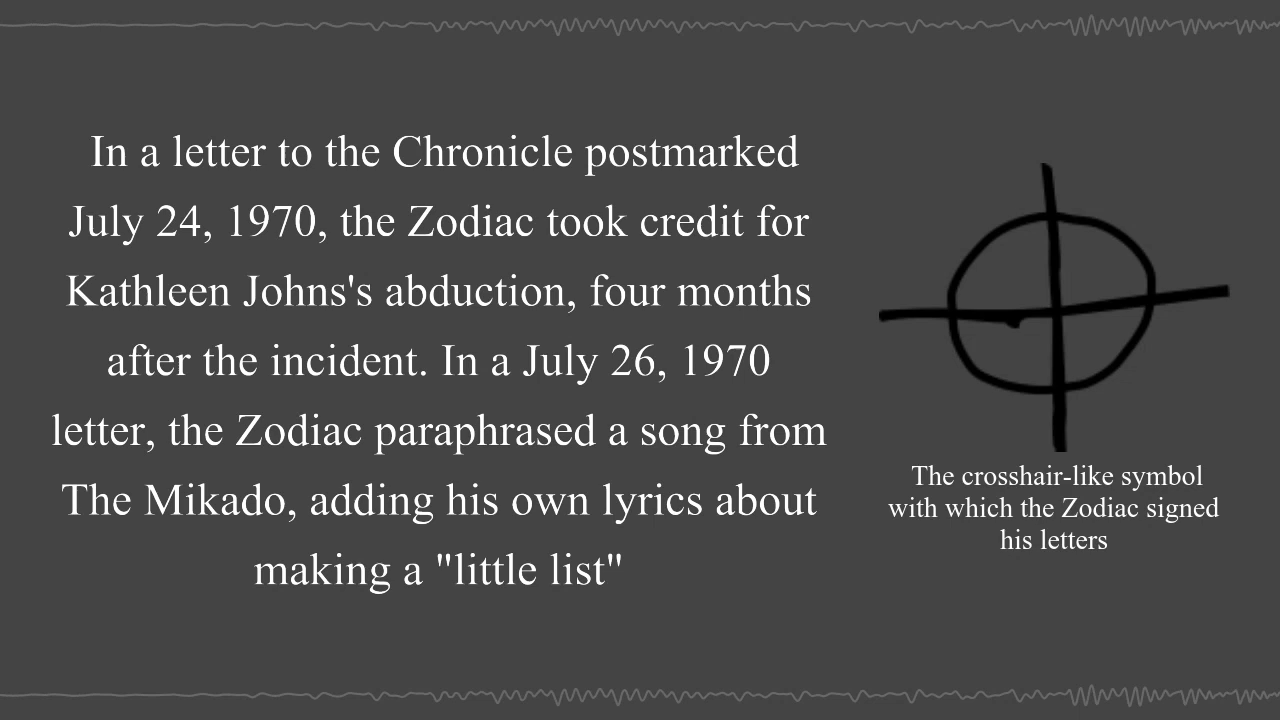 In a letter to the Chronicle postmarked
July 24, 1970, the Zodiac took credit for
Kathleen Johns's abduction, four months
after the incident. In a July 26, 1970
letter, the Zodiac paraphrased a song from
The Mikado, adding his own lyrics about
making a "little list"
The crosshair-like symbol
with which the Zodiac signed
his letters